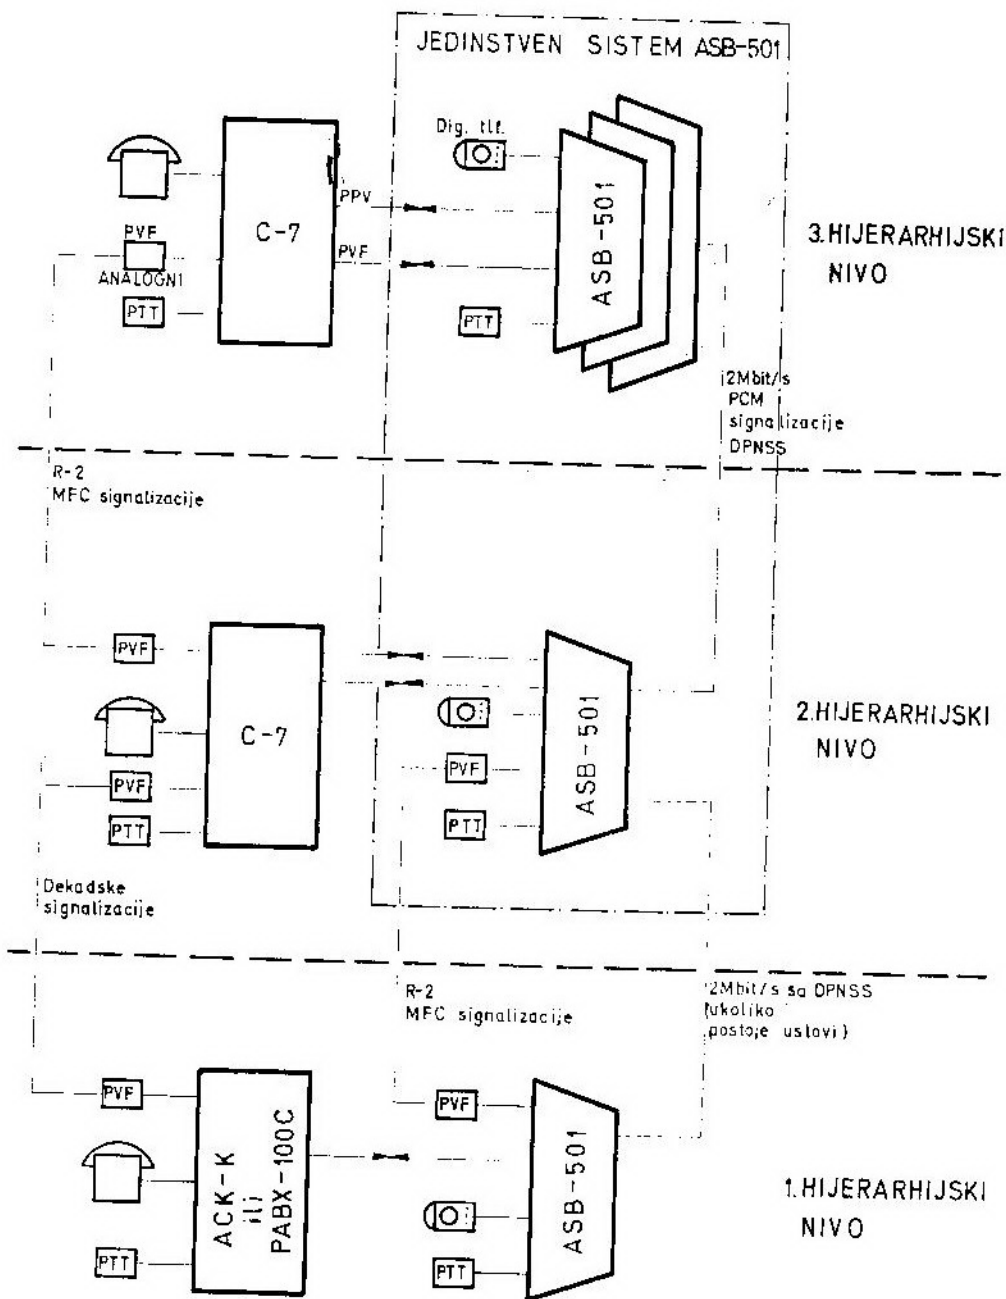 JEDINSTVEN SISTEM ASB-501
Dig. tlf.
C-7
PPV
PVF
PVF
ANALOGNI
PTT
PTT
ASB-501
3.HIJERARHIJSKI
NIVO
2Mbit/s
PCM
signalizacije
DPNSS
R-2
MFC signalizacije
PVF
C-7
PVF
PTT
PVF
PTT
ASB-501
2.HIJERARHIJSKI
NIVO
Dekadske
signalizacije
R-2
MFC signalizacije
2Mbit/s sa DPNSS
(ukoliko
postoje uslovi)
PVF
ACK-K
ili
PABX-100C
PTT
PVF
PTT
ASB-501
1.HIJERARHIJSKI
NIVO